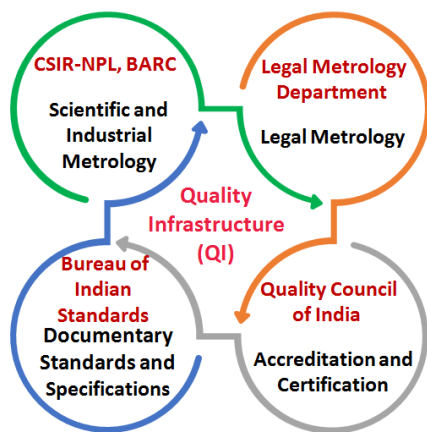 CSIR-NPL, BARC
Scientific and
Industrial
Metrology
Legal Metrology
Department
Legal Metrology
Quality
Infrastructure
(QI)
Bureau of
Indian
Standards
Documentary
Standards and
Specifications
Quality Council
of India
Accreditation and
Certification